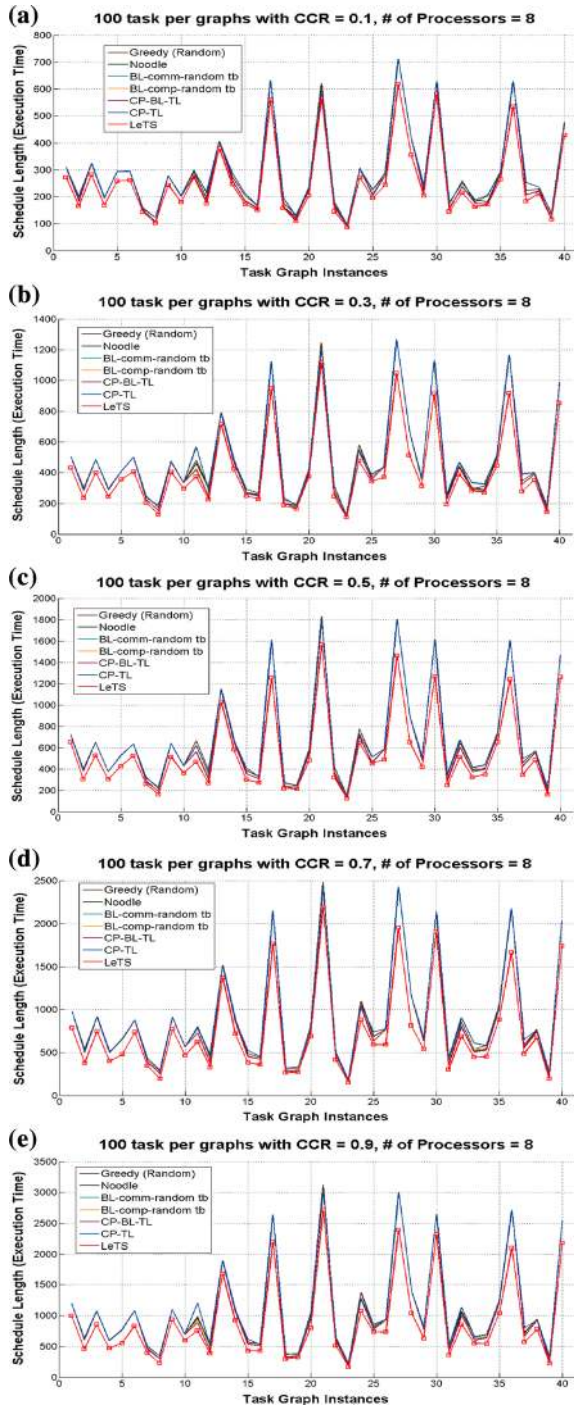 (a)
100 task per graphs with CCR = 0.1, # of Processors = 8
Schedule Length (Execution Time)
800
700
600
500
400
300
200
100
0
Greedy (Random)
Noodle
BL-comm-random tb
BL-comp-random tb
CP-BL-TL
CP-TL
LeTS
0 5 10 15 20 25 30 35 40
Task Graph Instances
(b)
100 task per graphs with CCR = 0.3, # of Processors = 8
Schedule Length (Execution Time)
1400
1200
1000
800
600
400
200
0
Greedy (Random)
Noodle
BL-comm-random tb
BL-comp-random tb
CP-BL-TL
CP-TL
LeTS
0 5 10 15 20 25 30 35 40
Task Graph Instances
(c)
100 task per graphs with CCR = 0.5, # of Processors = 8
Schedule Length (Execution Time)
2000
1800
1600
1400
1200
1000
800
600
400
200
0
Greedy (Random)
Noodle
BL-comm-random tb
BL-comp-random tb
CP-BL-TL
CP-TL
LeTS
0 5 10 15 20 25 30 35 40
Task Graph Instances
(d)
100 task per graphs with CCR = 0.7, # of Processors = 8
Schedule Length (Execution Time)
2500
2000
1500
1000
500
0
Greedy (Random)
Noodle
BL-comm-random tb
BL-comp-random tb
CP-BL-TL
CP-TL
LeTS
0 5 10 15 20 25 30 35 40
Task Graph Instances
(e)
100 task per graphs with CCR = 0.9, # of Processors = 8
Schedule Length (Execution Time)
3500
3000
2500
2000
1500
1000
500
0
Greedy (Random)
Noodle
BL-comm-random tb
BL-comp-random tb
CP-BL-TL
CP-TL
LeTS
0 5 10 15 20 25 30 35 40
Task Graph Instances